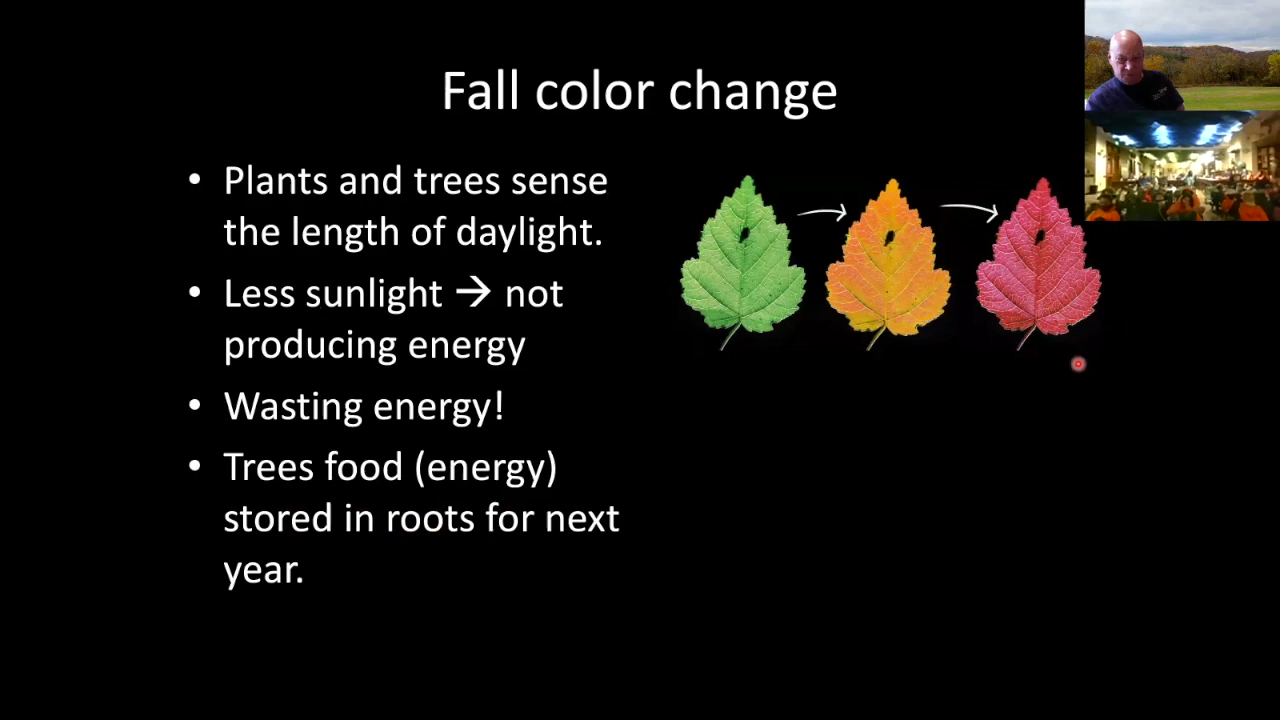 Fall color change
• Plants and trees sense
the length of daylight.
• Less sunlight → not
producing energy
• Wasting energy!
• Trees food (energy)
stored in roots for next
year.